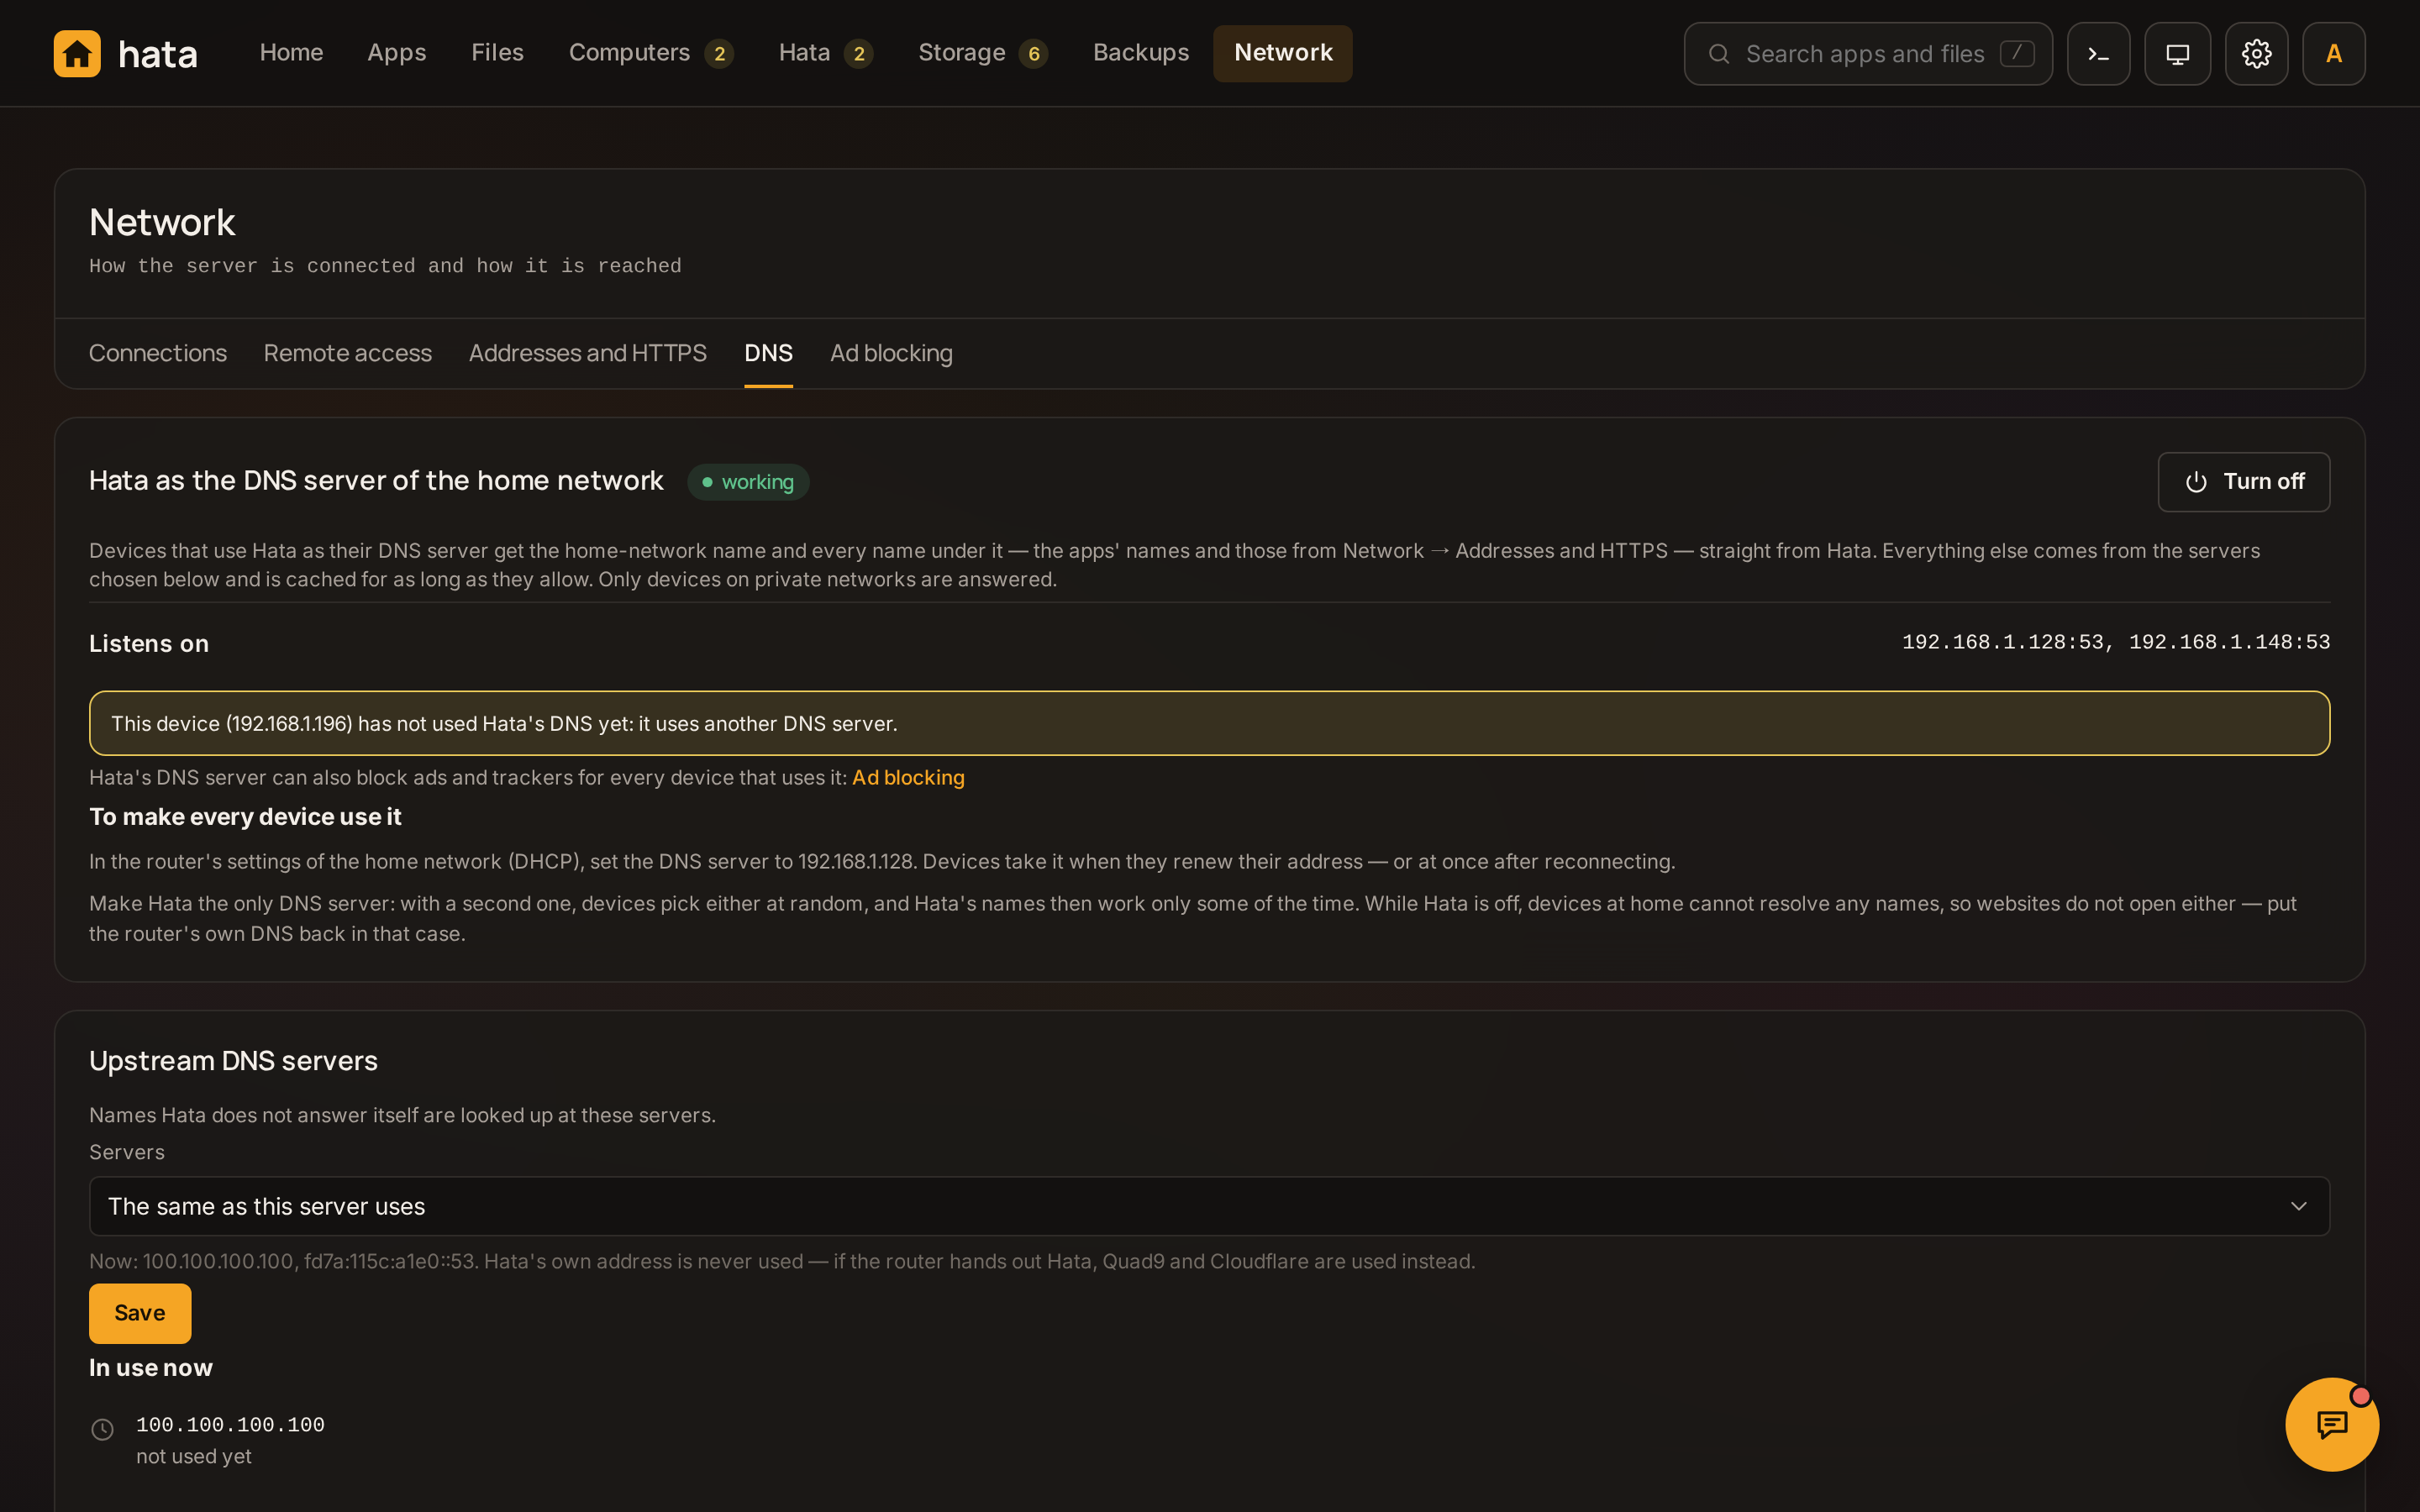 hata
Home
Apps
Files
Computers 2
Hata 2
Storage 6
Backups
Network
Search apps and files /
A
Network
How the server is connected and how it is reached
Connections
Remote access
Addresses and HTTPS
DNS
Ad blocking
Hata as the DNS server of the home network
working
Turn off
Devices that use Hata as their DNS server get the home-network name and every name under it — the apps' names and those from Network → Addresses and HTTPS — straight from Hata. Everything else comes from the servers
chosen below and is cached for as long as they allow. Only devices on private networks are answered.
Listens on
192.168.1.128:53, 192.168.1.148:53
This device (192.168.1.196) has not used Hata's DNS yet: it uses another DNS server.
Hata's DNS server can also block ads and trackers for every device that uses it: Ad blocking
To make every device use it
In the router's settings of the home network (DHCP), set the DNS server to 192.168.1.128. Devices take it when they renew their address — or at once after reconnecting.
Make Hata the only DNS server: with a second one, devices pick either at random, and Hata's names then work only some of the time. While Hata is off, devices at home cannot resolve any names, so websites do not open either — put
the router's own DNS back in that case.
Upstream DNS servers
Names Hata does not answer itself are looked up at these servers.
Servers
The same as this server uses
Now: 100.100.100.100, fd7a:115c:a1e0::53. Hata's own address is never used — if the router hands out Hata, Quad9 and Cloudflare are used instead.
Save
In use now
100.100.100.100
not used yet